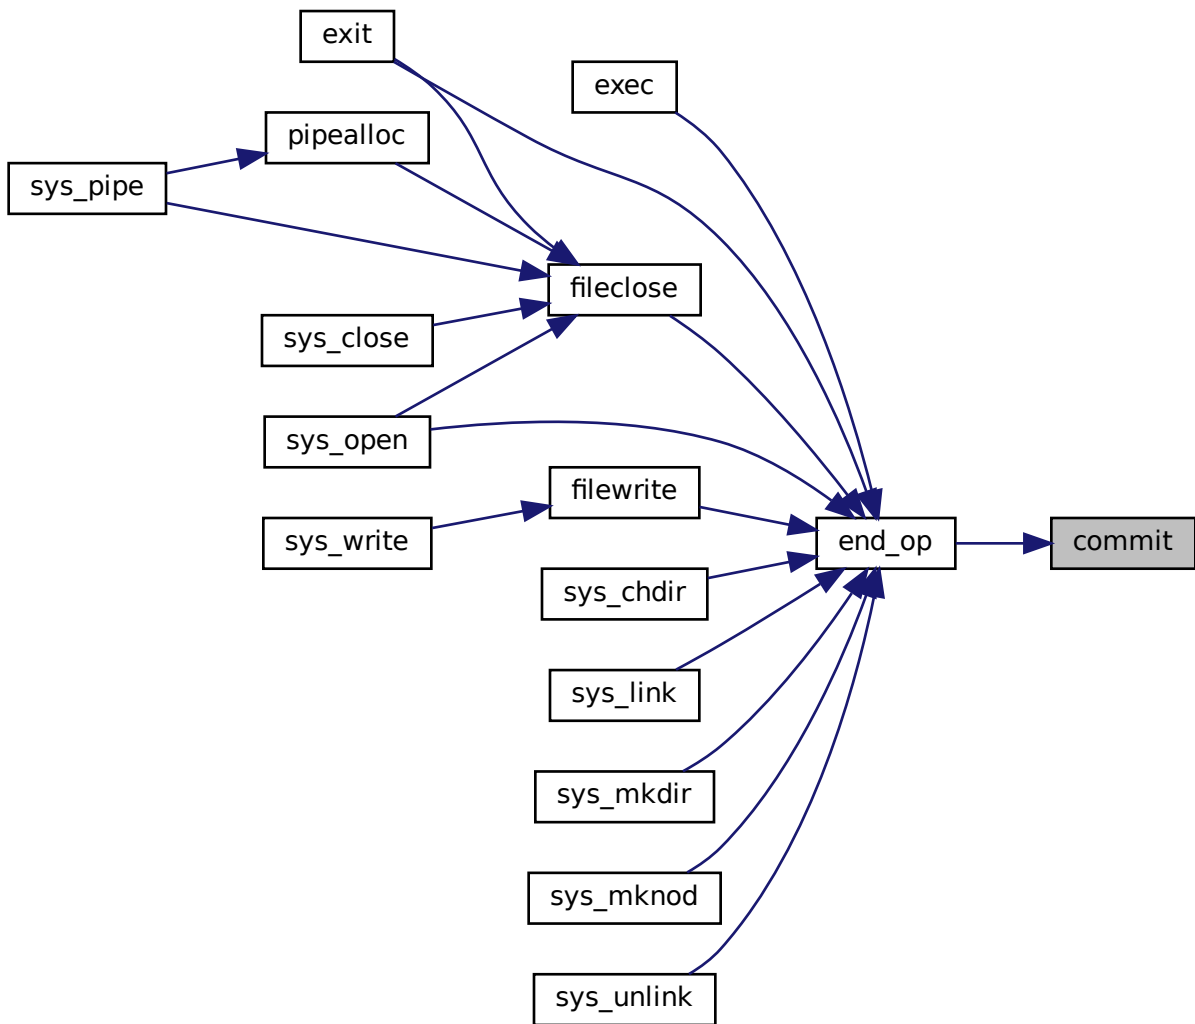 exit
exec
pipealloc
sys_pipe
fileclose
sys_close
sys_open
filewrite
sys_write
end_op
commit
sys_chdir
sys_link
sys_mkdir
sys_mknod
sys_unlink